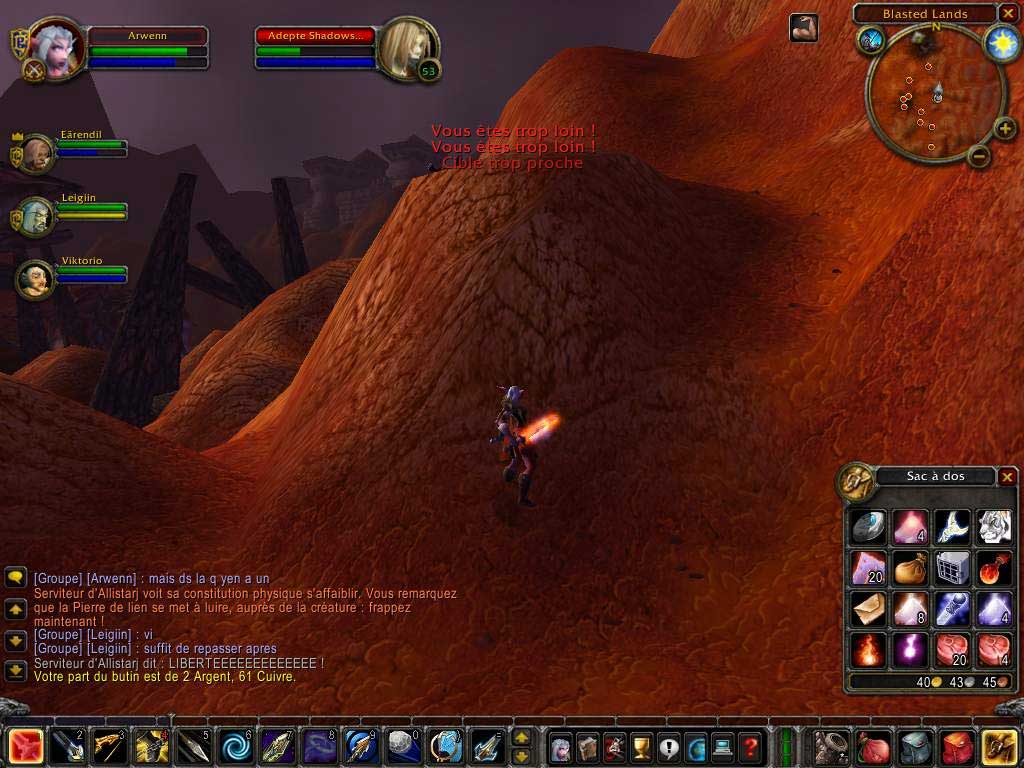 Arwenn
Adepte Shadows...
53
Blasted Lands
N
Eärendil
Leigiin
Viktorio
Vous êtes trop loin !
Vous êtes trop loin !
Cible trop proche
Sac à dos
4
20
8
4
20
4
40 43 45
[Groupe] [Arwenn] : mais ds la q yen a un
Serviteur d'Allistarj voit sa constitution physique s'affaiblir. Vous remarquez
que la Pierre de lien se met à luire, auprès de la créature : frappez
maintenant !
[Groupe] [Leigiin] : vi
[Groupe] [Leigiin] : suffit de repasser apres
Serviteur d'Allistarj dit : LIBERTEEEEEEEEEEEEE !
Votre part du butin est de 2 Argent, 61 Cuivre.
2 3 4 5 6 7 8 9 0 ) =